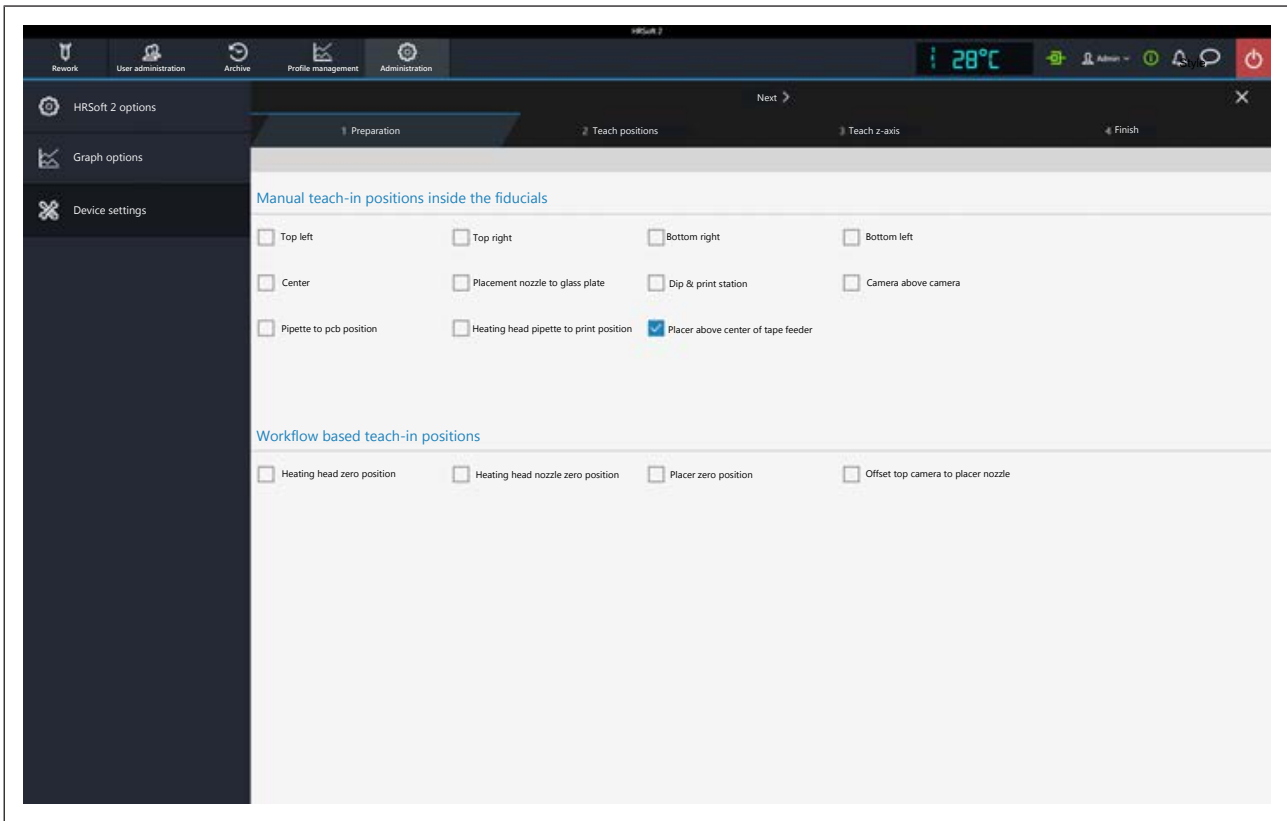 HRSoft 2
Rework User administration Archive Profile management Administration 28°C Admin Style
HRSoft 2 options
Graph options
Device settings
Next
1 Preparation 2 Teach positions 3 Teach z-axis 4 Finish
Manual teach-in positions inside the fiducials
Top left Top right Bottom right Bottom left
Center Placement nozzle to glass plate Dip & print station Camera above camera
Pipette to pcb position Heating head pipette to print position Placer above center of tape feeder
Workflow based teach-in positions
Heating head zero position Heating head nozzle zero position Placer zero position Offset top camera to placer nozzle